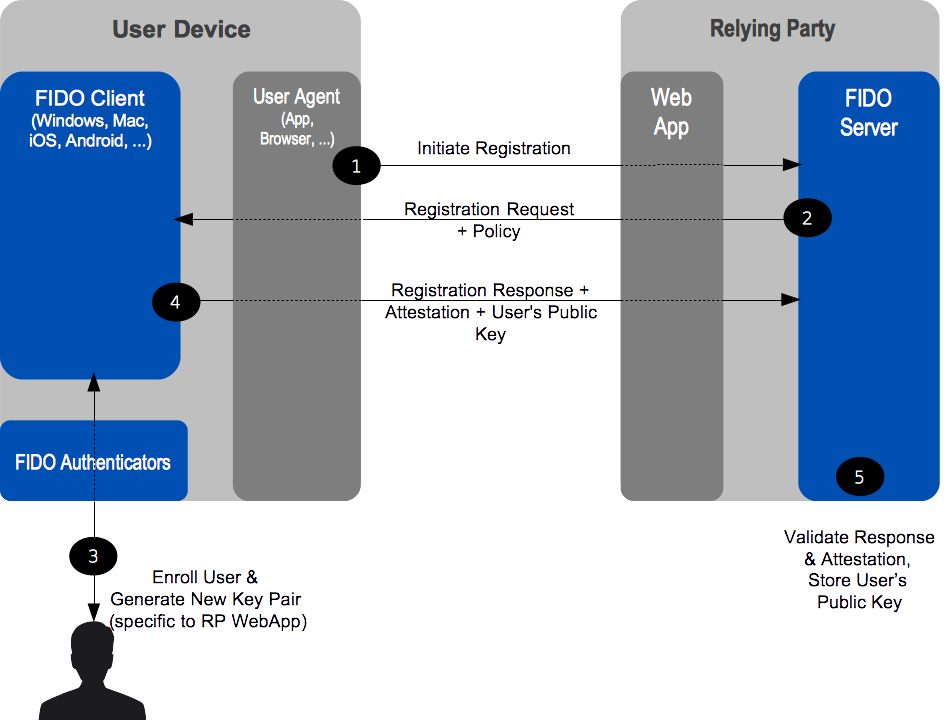 User Device
Relying Party
FIDO Client
(Windows, Mac,
iOS, Android, ...)
User Agent
(App,
Browser, ...)
Web
App
FIDO
Server
1
Initiate Registration
Registration Request
+ Policy
2
4
Registration Response +
Attestation + User's Public
Key
FIDO Authenticators
5
Validate Response
& Attestation,
Store User’s
Public Key
3
Enroll User &
Generate New Key Pair
(specific to RP WebApp)